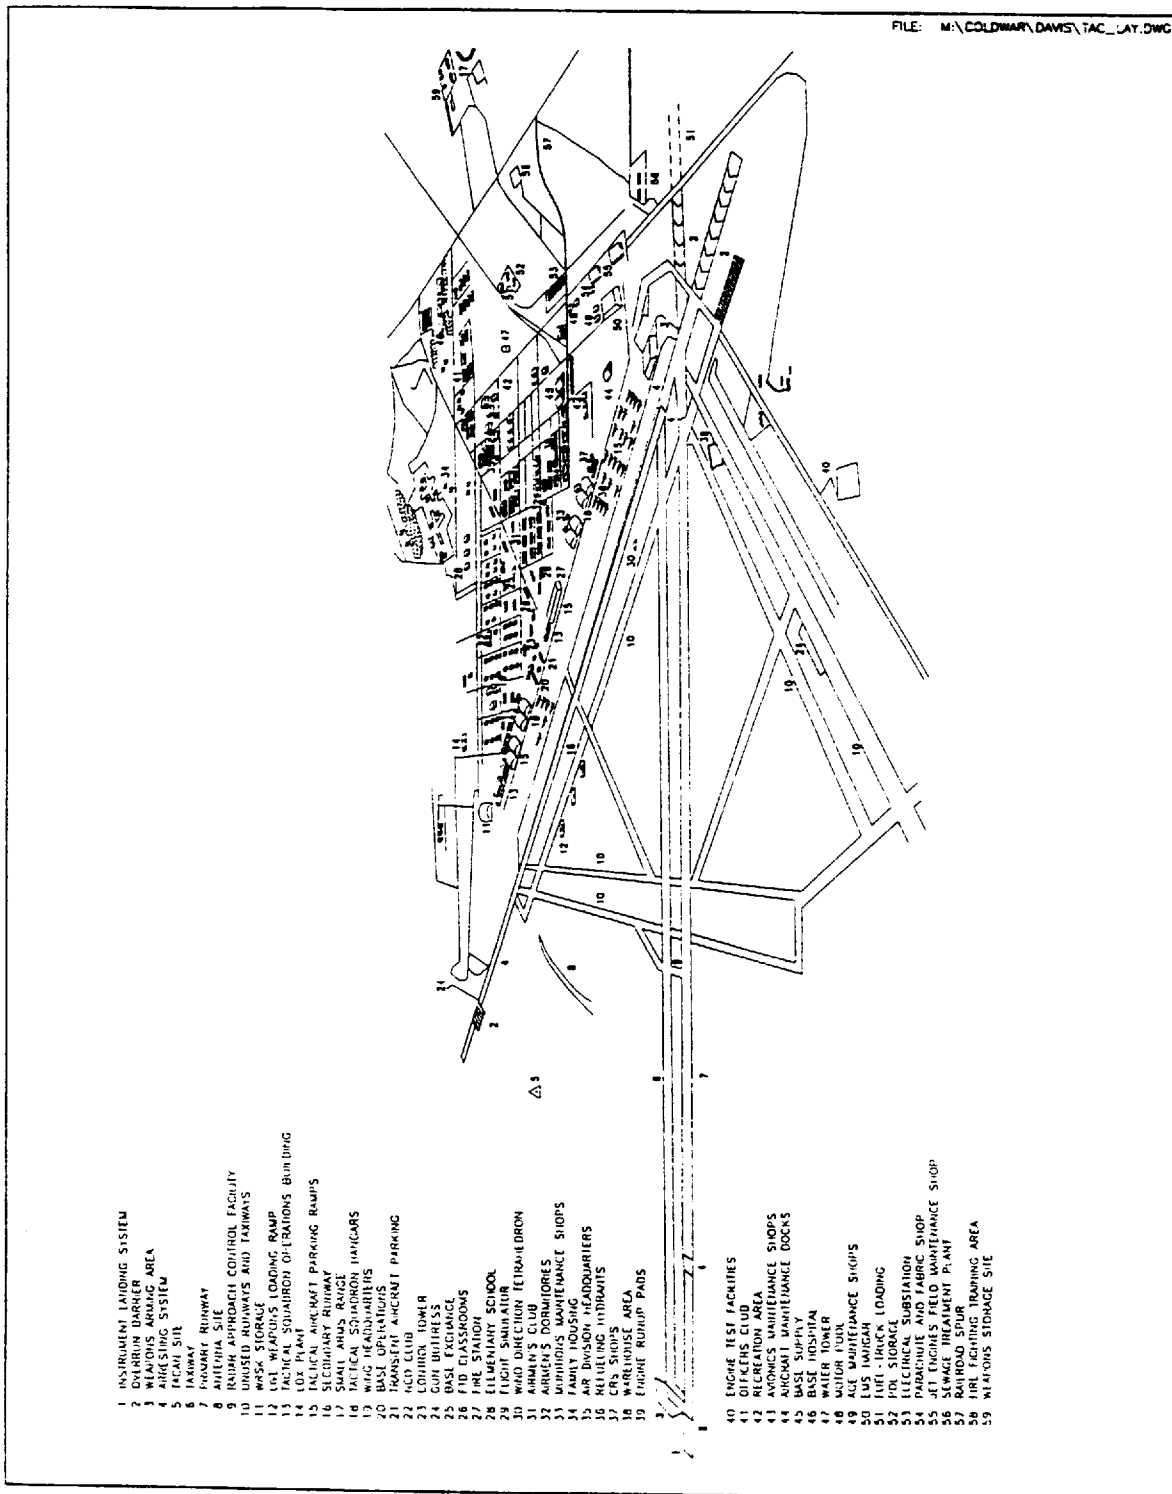 FILE: M:\COLDWAR\DAVIS\TAC_LAY.DWG
1 INSTRUMENT LANDING SYSTEM
2 OVERRUN BARRIER
3 WEAPONS ARMING AREA
4 ARRESTING SYSTEM
5 TACAN SITE
6 TAXIWAY
7 PRIMARY RUNWAY
8 ANTENNA SITE
9 RADAR APPROACH CONTROL FACILITY
10 UNUSED RUNWAYS AND TAXIWAYS
11 WRSK STORAGE
12 LIVE WEAPONS LOADING RAMP
13 TACTICAL SQUADRON OPERATIONS BUILDING
14 LOX PLANT
15 TACTICAL AIRCRAFT PARKING RAMPS
16 SECONDARY RUNWAY
17 SMALL ARMS RANGE
18 TACTICAL SQUADRON HANGARS
19 WING HEADQUARTERS
20 BASE OPERATIONS
21 TRANSIENT AIRCRAFT PARKING
22 NCO CLUB
23 CONTROL TOWER
24 GUN BUTTRESS
25 BASE EXCHANGE
26 FTD CLASSROOMS
27 FIRE STATION
28 ELEMENTARY SCHOOL
29 FLIGHT SIMULATOR
30 WIND DIRECTION TETRAHEDRON
31 AIRMEN'S CLUB
32 AIRMEN'S DORMITORIES
33 MUNITIONS MAINTENANCE SHOPS
34 FAMILY HOUSING
35 AIR DIVISION HEADQUARTERS
36 REFUELING HYDRANTS
37 CRS SHOPS
38 WAREHOUSE AREA
39 ENGINE RUNUP PADS
40 ENGINE TEST FACILITIES
41 OFFICERS CLUB
42 RECREATION AREA
43 AVIONICS MAINTENANCE SHOPS
44 AIRCRAFT MAINTENANCE DOCKS
45 BASE SUPPLY
46 BASE HOSPITAL
47 WATER TOWER
48 MOTOR POOL
49 AGE MAINTENANCE SHOPS
50 EMS HANGAR
51 FUEL-TRUCK LOADING
52 POL STORAGE
53 ELECTRICAL SUBSTATION
54 PARACHUTE AND FABRIC SHOP
55 JET ENGINES FIELD MAINTENANCE SHOP
56 SEWAGE TREATMENT PLANT
57 RAILROAD SPUR
58 FIRE FIGHTING TRAINING AREA
59 WEAPONS STORAGE SITE